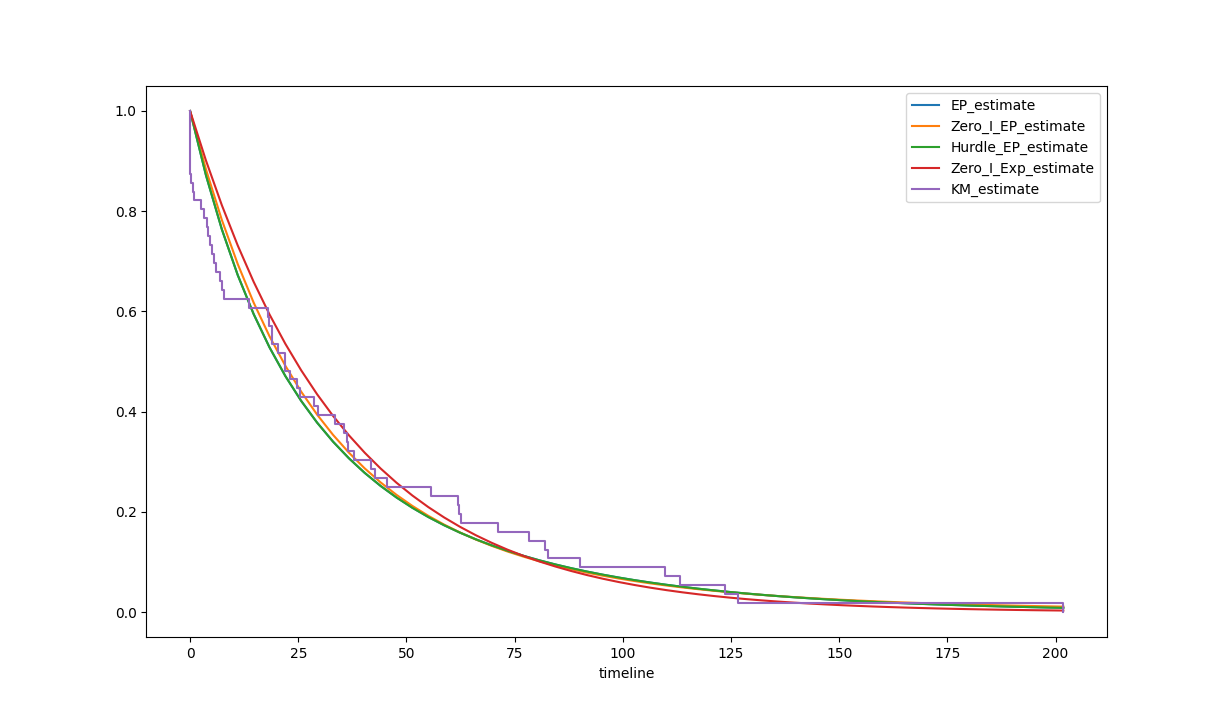 EP_estimate
Zero_I_EP_estimate
Hurdle_EP_estimate
Zero_I_Exp_estimate
KM_estimate
1.0
0.8
0.6
0.4
0.2
0.0
0 25 50 75 100 125 150 175 200
timeline